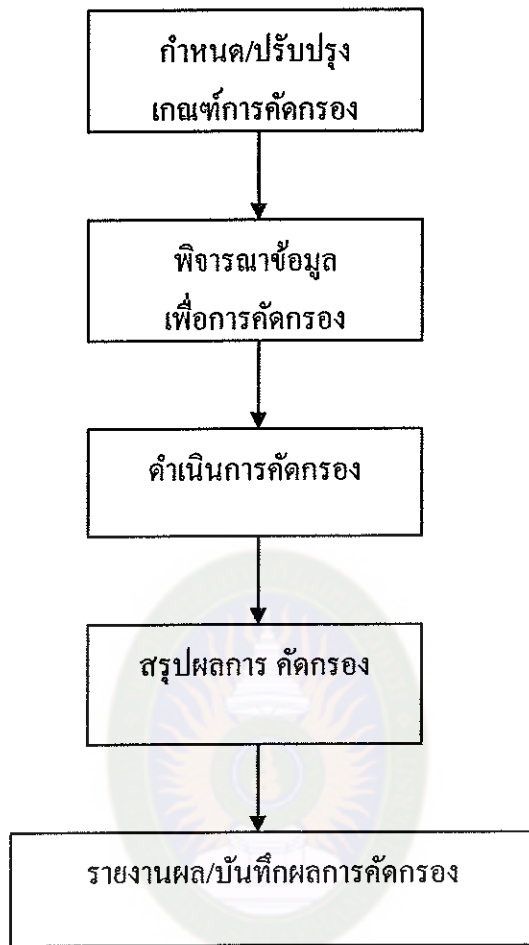 กำหนด/ปรับปรุง
เกณฑ์การคัดกรอง
พิจารณาข้อมูล
เพื่อการคัดกรอง
ดำเนินการคัดกรอง
สรุปผลการ คัดกรอง
รายงานผล/บันทึกผลการคัดกรอง